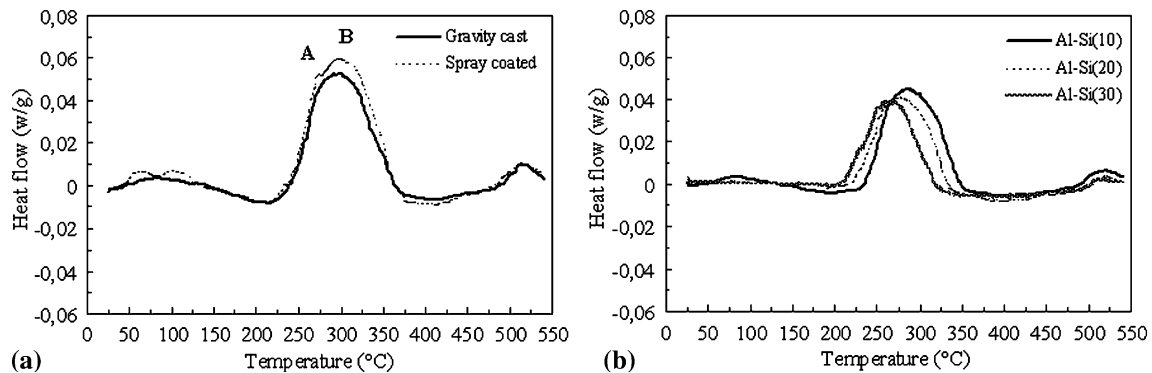 0,08
0,06
0,04
0,02
0
-0,02
-0,04
-0,06
Heat flow (w/g)
A
B
Gravity cast
Spray coated
0 50 100 150 200 250 300 350 400 450 500 550
Temperature (°C)
(a)
0,08
0,06
0,04
0,02
0
-0,02
-0,04
-0,06
Heat flow (w/g)
Al-Si(10)
Al-Si(20)
Al-Si(30)
0 50 100 150 200 250 300 350 400 450 500 550
Temperature (°C)
(b)